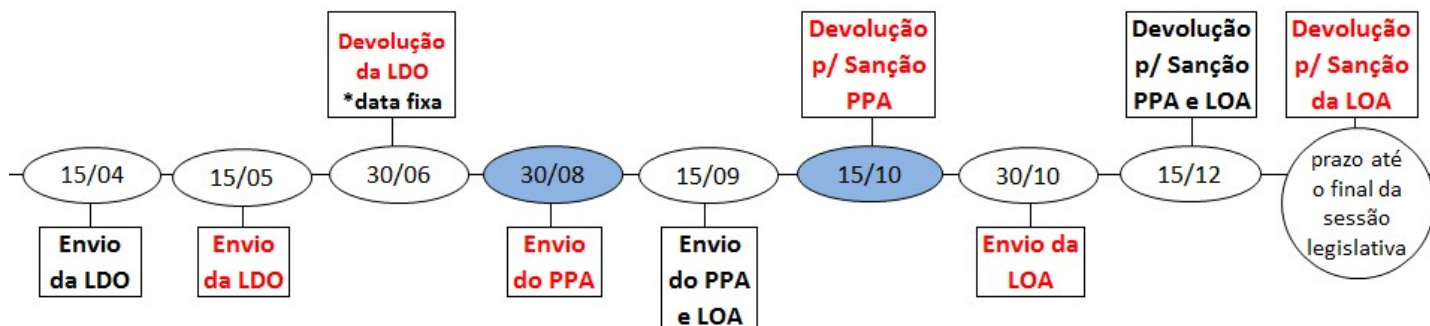 Devolução
da LDO
*data fixa
Devolução
p/ Sanção
PPA
Devolução
p/ Sanção
PPA e LOA
Devolução
p/ Sanção
da LOA
15/04
15/05
30/06
30/08
15/09
15/10
30/10
15/12
prazo até
o final da
sessão
legislativa
Envio
da LDO
Envio
da LDO
Envio
do PPA
Envio
do PPA
e LOA
Envio da
LOA